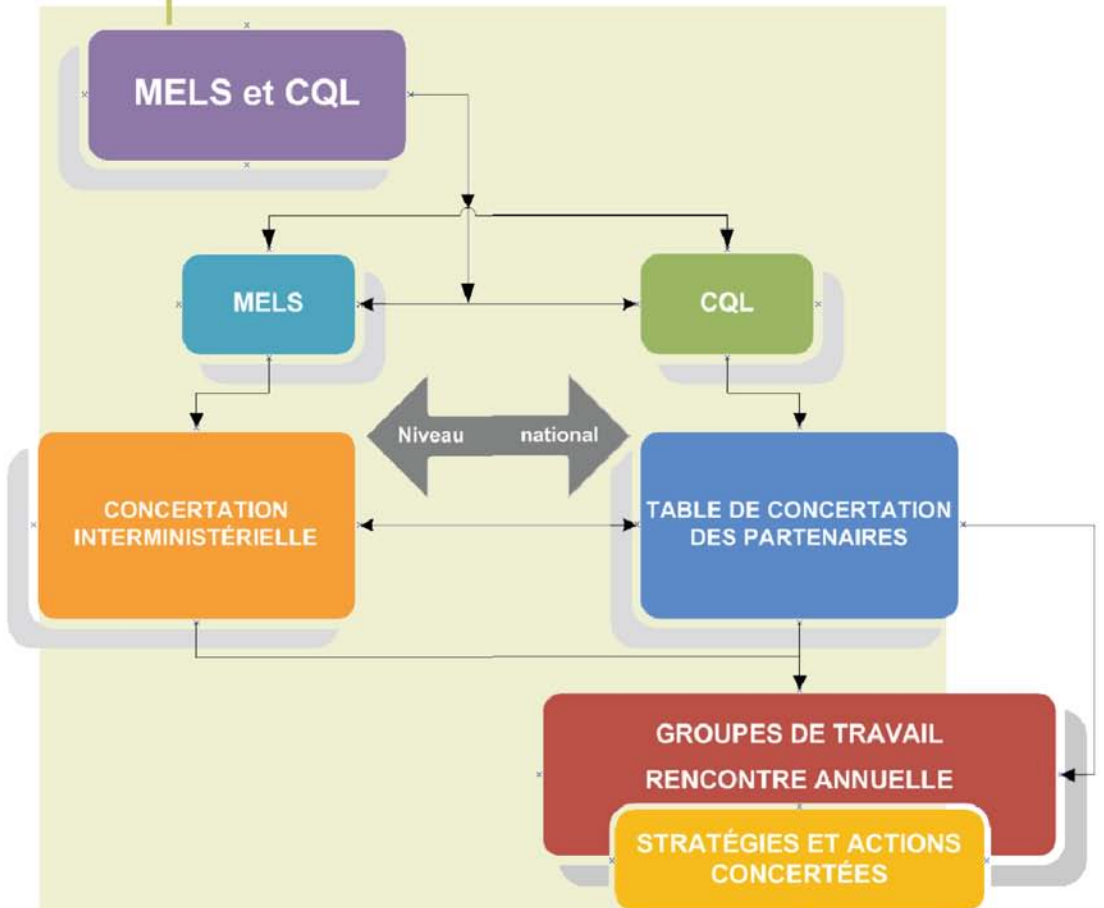 MELS et CQL
MELS
CQL
Niveau national
CONCERTATION
INTERMINISTÉRIELLE
TABLE DE CONCERTATION
DES PARTENAIRES
GROUPES DE TRAVAIL
RENCONTRE ANNUELLE
STRATÉGIES ET ACTIONS
CONCERTÉES